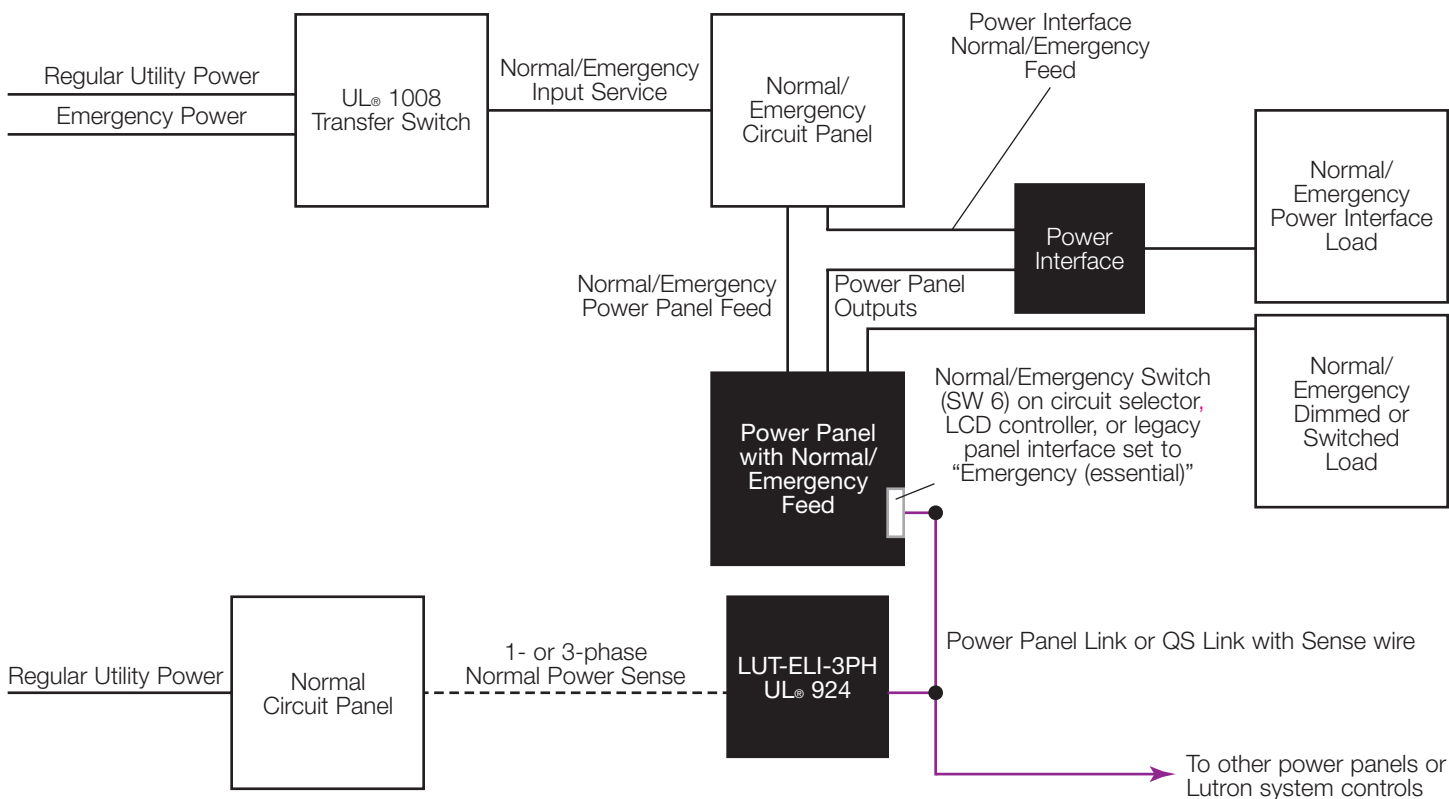 Regular Utility Power
Emergency Power
UL® 1008
Transfer Switch
Normal/Emergency
Input Service
Normal/
Emergency
Circuit Panel
Power Interface
Normal/Emergency
Feed
Power
Interface
Normal/
Emergency
Power Interface
Load
Normal/Emergency
Power Panel Feed
Power Panel
Outputs
Power Panel
with Normal/
Emergency
Feed
Normal/Emergency Switch
(SW 6) on circuit selector,
LCD controller, or legacy
panel interface set to
“Emergency (essential)”
Normal/
Emergency
Dimmed or
Switched
Load
Regular Utility Power
Normal
Circuit Panel
1- or 3-phase
Normal Power Sense
LUT-ELI-3PH
UL® 924
Power Panel Link or QS Link with Sense wire
To other power panels or
Lutron system controls